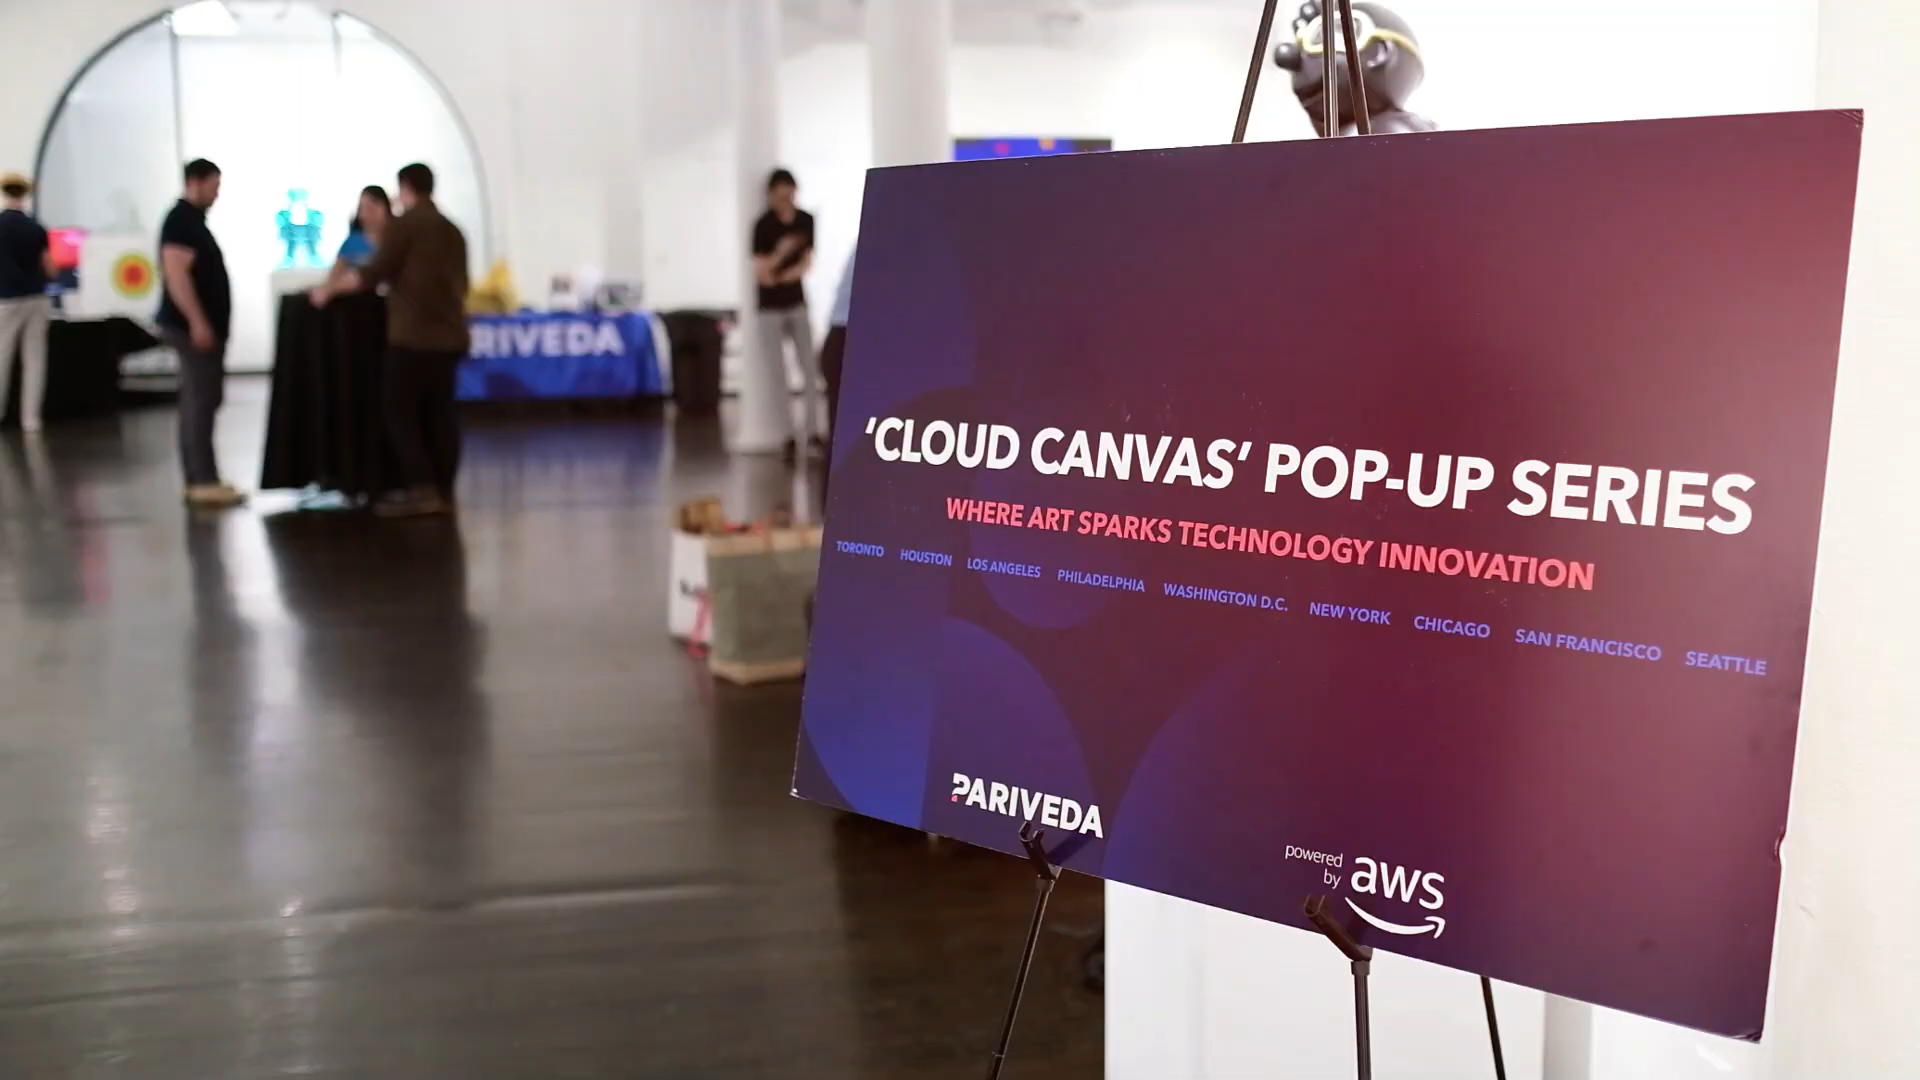 'CLOUD CANVAS' POP-UP SERIES
WHERE ART SPARKS TECHNOLOGY INNOVATION
TORONTO HOUSTON LOS ANGELES PHILADELPHIA WASHINGTON D.C. NEW YORK CHICAGO SAN FRANCISCO SEATTLE
PARIVEDA
powered
by
aws
RIVEDA